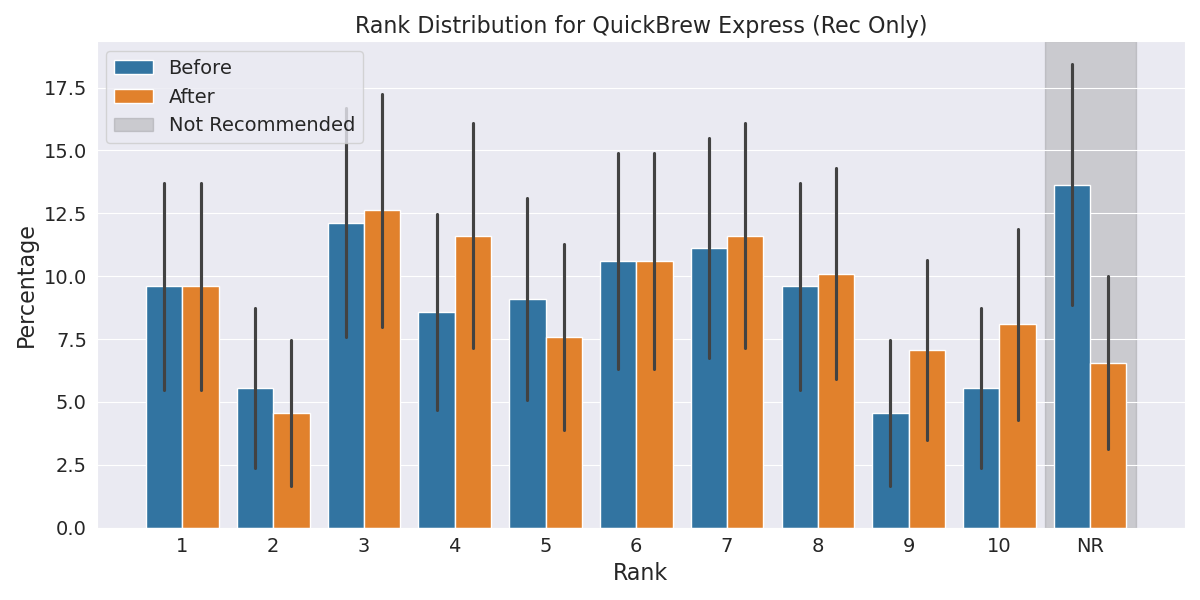 Rank Distribution for QuickBrew Express (Rec Only)
Before
After
Not Recommended
Percentage
17.5
15.0
12.5
10.0
7.5
5.0
2.5
0.0
1 2 3 4 5 6 7 8 9 10 NR
Rank